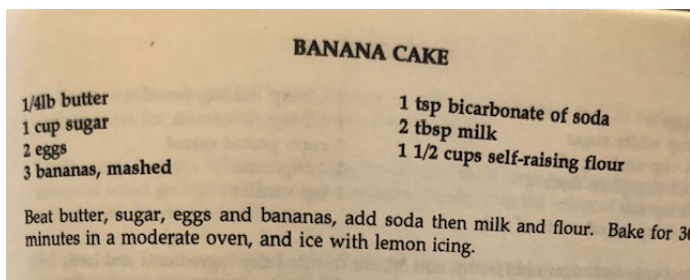 BANANA CAKE
1/4lb butter
1 cup sugar
2 eggs
3 bananas, mashed
1 tsp bicarbonate of soda
2 tbsp milk
1 1/2 cups self-raising flour
Beat butter, sugar, eggs and bananas, add soda then milk and flour. Bake for
minutes in a moderate oven, and ice with lemon icing.